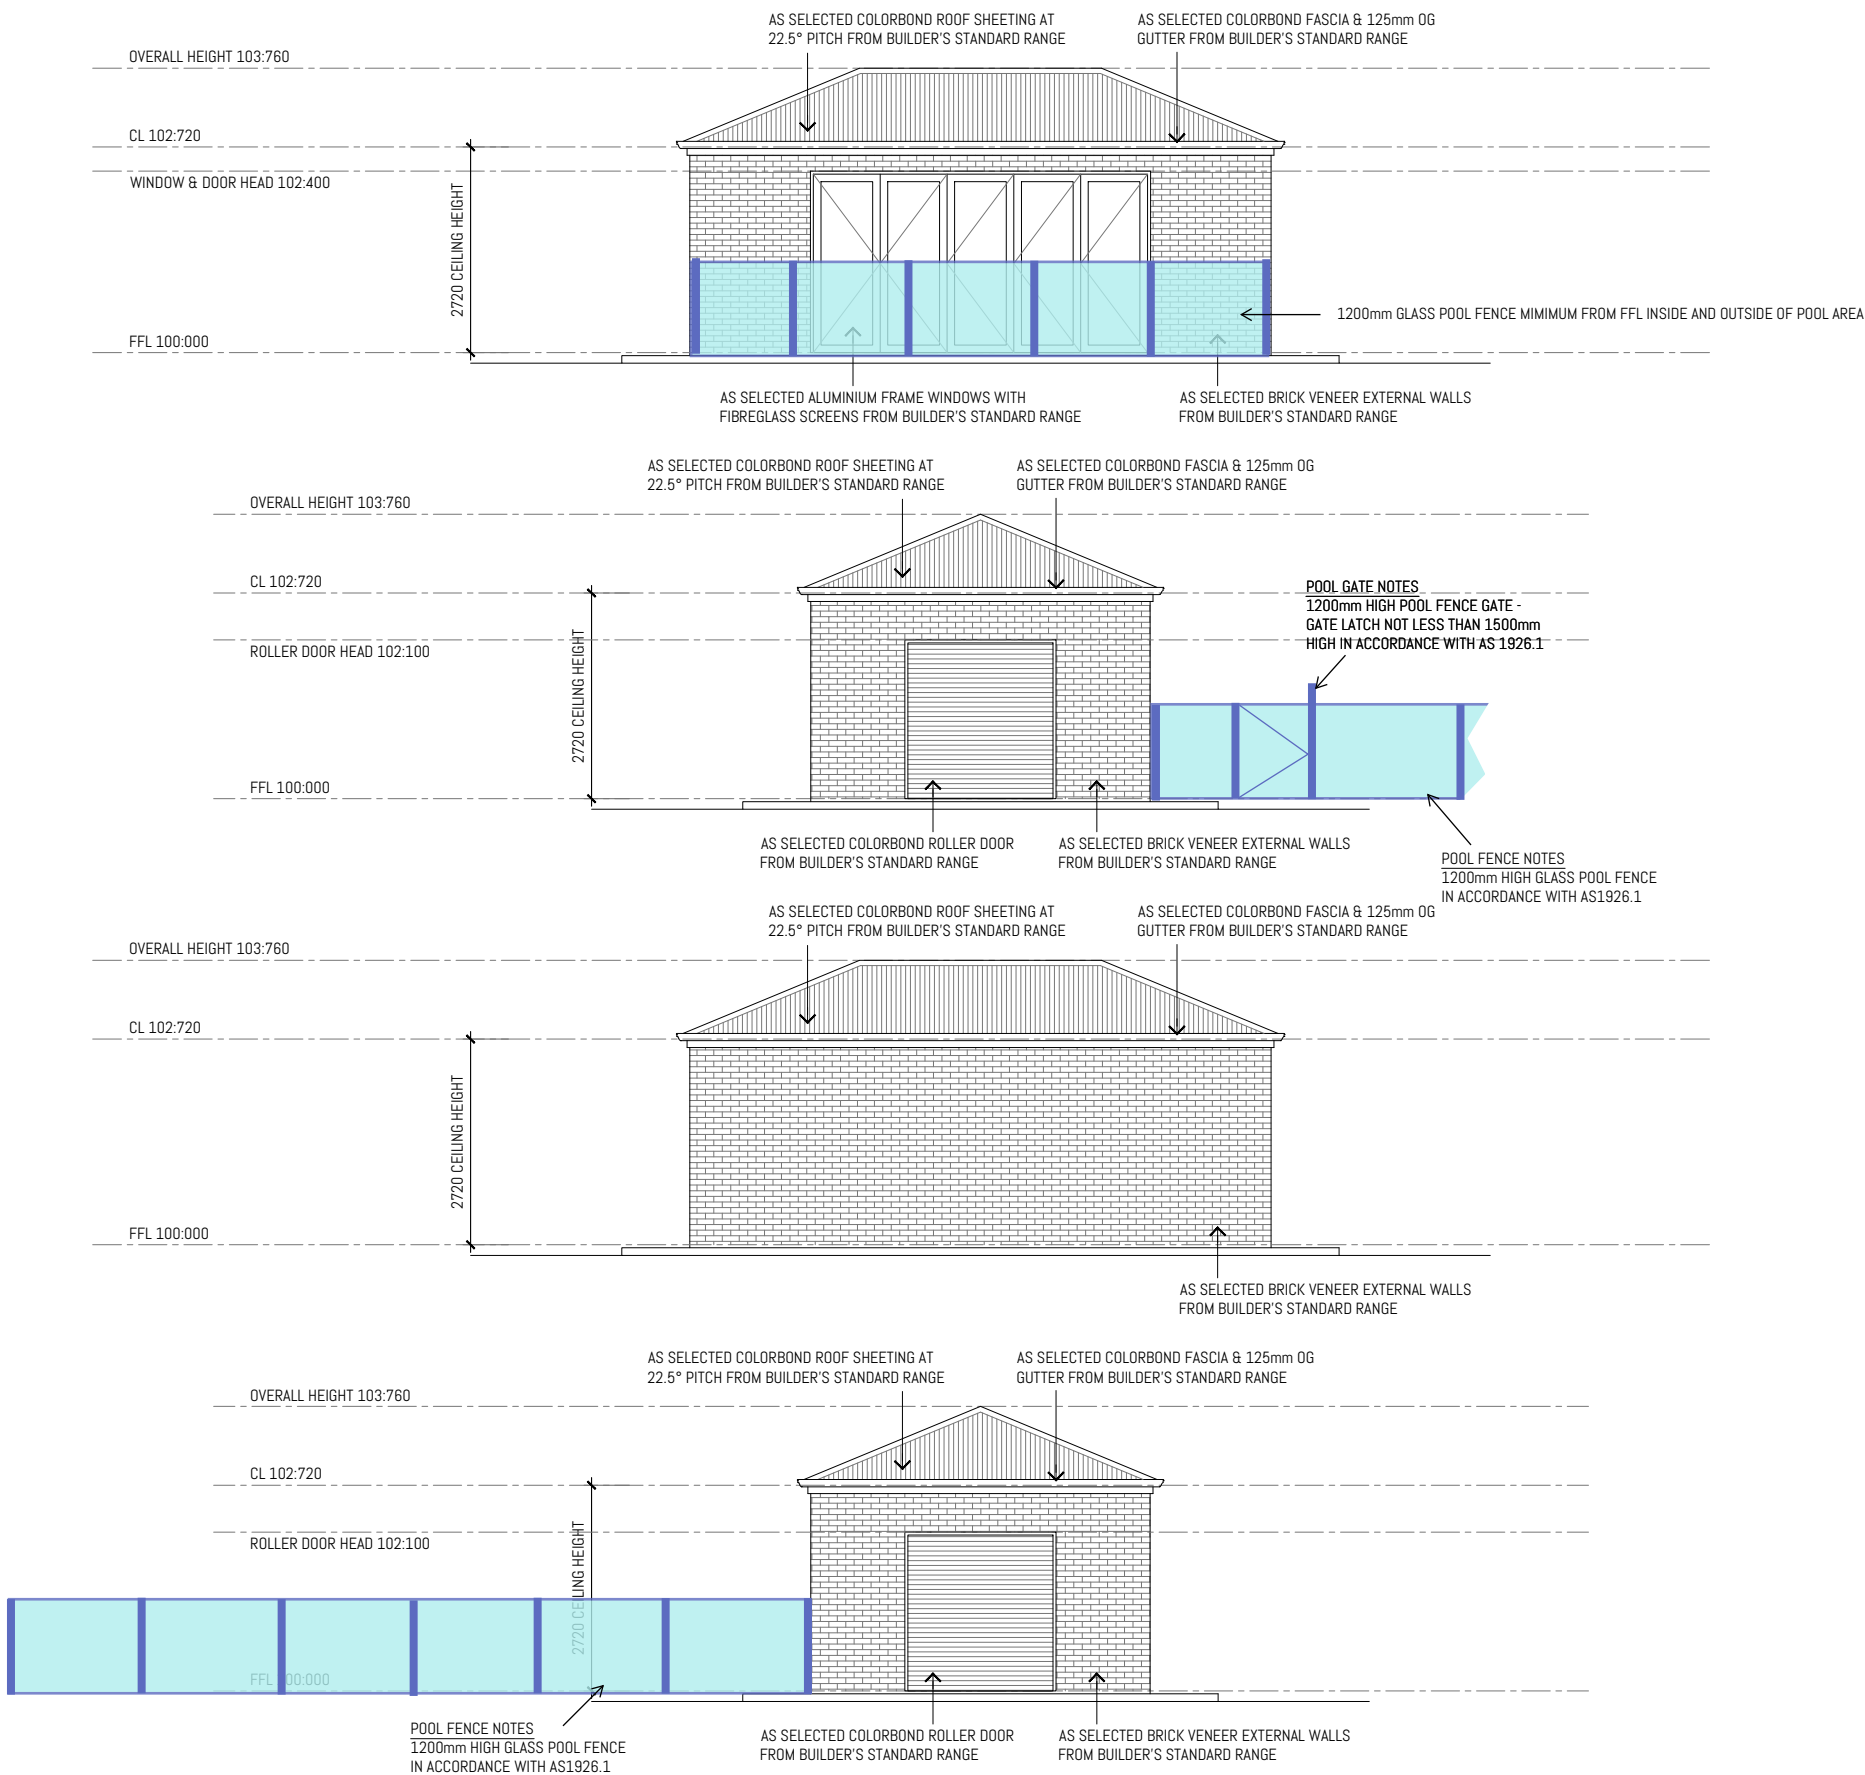 AS SELECTED COLORBOND ROOF SHEETING AT
22.5° PITCH FROM BUILDER'S STANDARD RANGE
AS SELECTED COLORBOND FASCIA & 125mm OG
GUTTER FROM BUILDER'S STANDARD RANGE
OVERALL HEIGHT 103:760
CL 102:720
WINDOW & DOOR HEAD 102:400
2720 CEILING HEIGHT
1200mm GLASS POOL FENCE MIMIMUM FROM FFL INSIDE AND OUTSIDE OF POOL AREA
FFL 100:000
AS SELECTED ALUMINIUM FRAME WINDOWS WITH
FIBREGLASS SCREENS FROM BUILDER'S STANDARD RANGE
AS SELECTED BRICK VENEER EXTERNAL WALLS
FROM BUILDER'S STANDARD RANGE
AS SELECTED COLORBOND ROOF SHEETING AT
22.5° PITCH FROM BUILDER'S STANDARD RANGE
AS SELECTED COLORBOND FASCIA & 125mm OG
GUTTER FROM BUILDER'S STANDARD RANGE
OVERALL HEIGHT 103:760
CL 102:720
POOL GATE NOTES
1200mm HIGH POOL FENCE GATE -
GATE LATCH NOT LESS THAN 1500mm
HIGH IN ACCORDANCE WITH AS 1926.1
ROLLER DOOR HEAD 102:100
2720 CEILING HEIGHT
FFL 100:000
AS SELECTED COLORBOND ROLLER DOOR
FROM BUILDER'S STANDARD RANGE
AS SELECTED BRICK VENEER EXTERNAL WALLS
FROM BUILDER'S STANDARD RANGE
POOL FENCE NOTES
1200mm HIGH GLASS POOL FENCE
IN ACCORDANCE WITH AS1926.1
AS SELECTED COLORBOND ROOF SHEETING AT
22.5° PITCH FROM BUILDER'S STANDARD RANGE
AS SELECTED COLORBOND FASCIA & 125mm OG
GUTTER FROM BUILDER'S STANDARD RANGE
OVERALL HEIGHT 103:760
CL 102:720
2720 CEILING HEIGHT
FFL 100:000
AS SELECTED BRICK VENEER EXTERNAL WALLS
FROM BUILDER'S STANDARD RANGE
AS SELECTED COLORBOND ROOF SHEETING AT
22.5° PITCH FROM BUILDER'S STANDARD RANGE
AS SELECTED COLORBOND FASCIA & 125mm OG
GUTTER FROM BUILDER'S STANDARD RANGE
OVERALL HEIGHT 103:760
CL 102:720
ROLLER DOOR HEAD 102:100
2720 CEILING HEIGHT
FFL 100:000
POOL FENCE NOTES
1200mm HIGH GLASS POOL FENCE
IN ACCORDANCE WITH AS1926.1
AS SELECTED COLORBOND ROLLER DOOR
FROM BUILDER'S STANDARD RANGE
AS SELECTED BRICK VENEER EXTERNAL WALLS
FROM BUILDER'S STANDARD RANGE